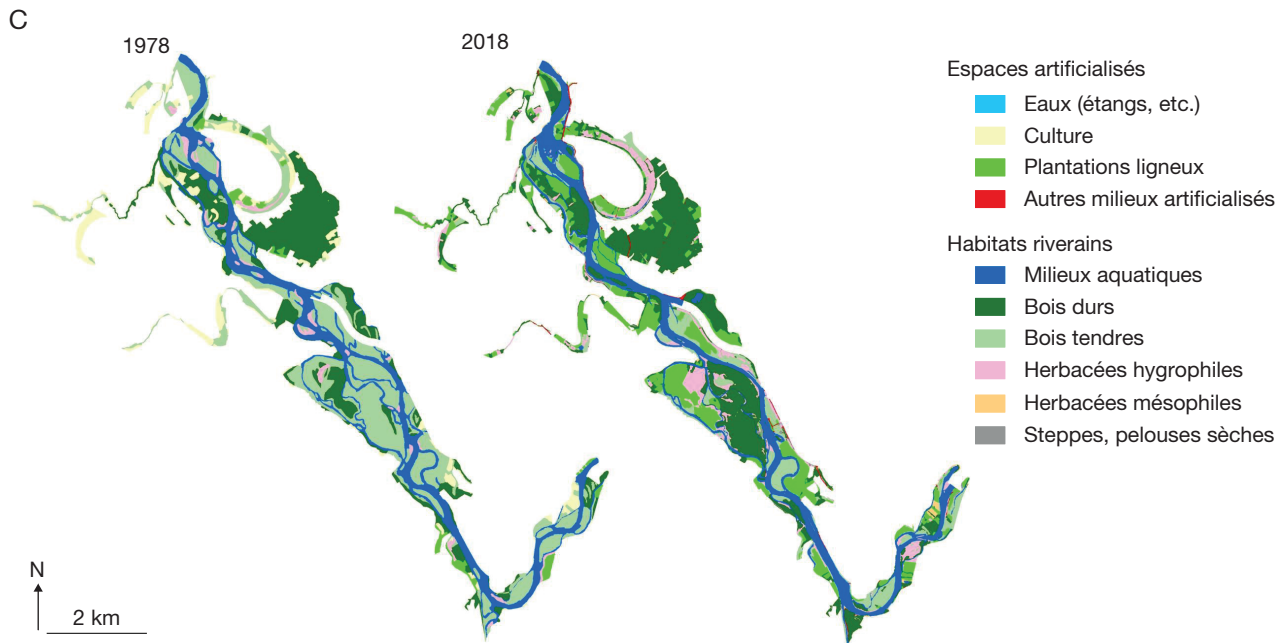 C
1978
2018
Espaces artificialisés
Eaux (étangs, etc.)
Culture
Plantations ligneux
Autres milieux artificialisés
Habitats riverains
Milieux aquatiques
Bois durs
Bois tendres
Herbacées hygrophiles
Herbacées mésophiles
Steppes, pelouses sèches
N
2 km